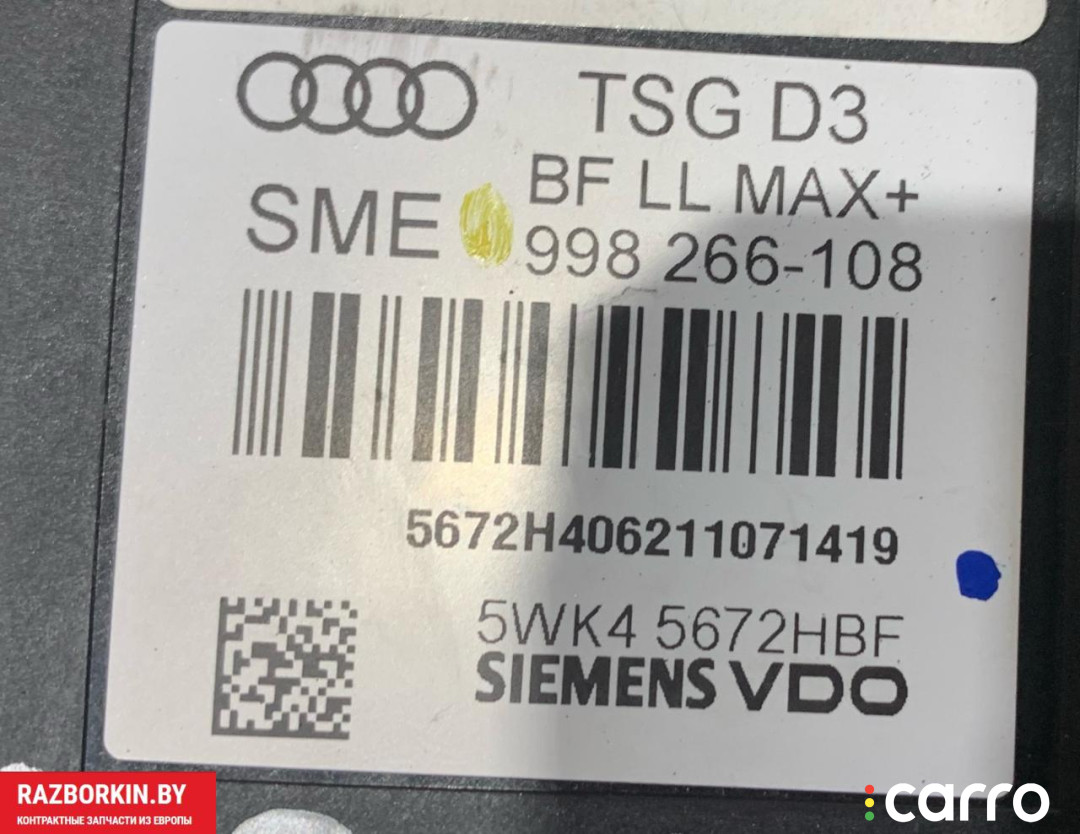 TSG D3
BF LL MAX+
SME
998 266-108
5672H406211071419
5WK4 5672HBF
SIEMENS VDO
RAZBORKIN.BY
КОНТРАКТНЫЕ ЗАПЧАСТИ ИЗ ЕВРОПЫ
carro